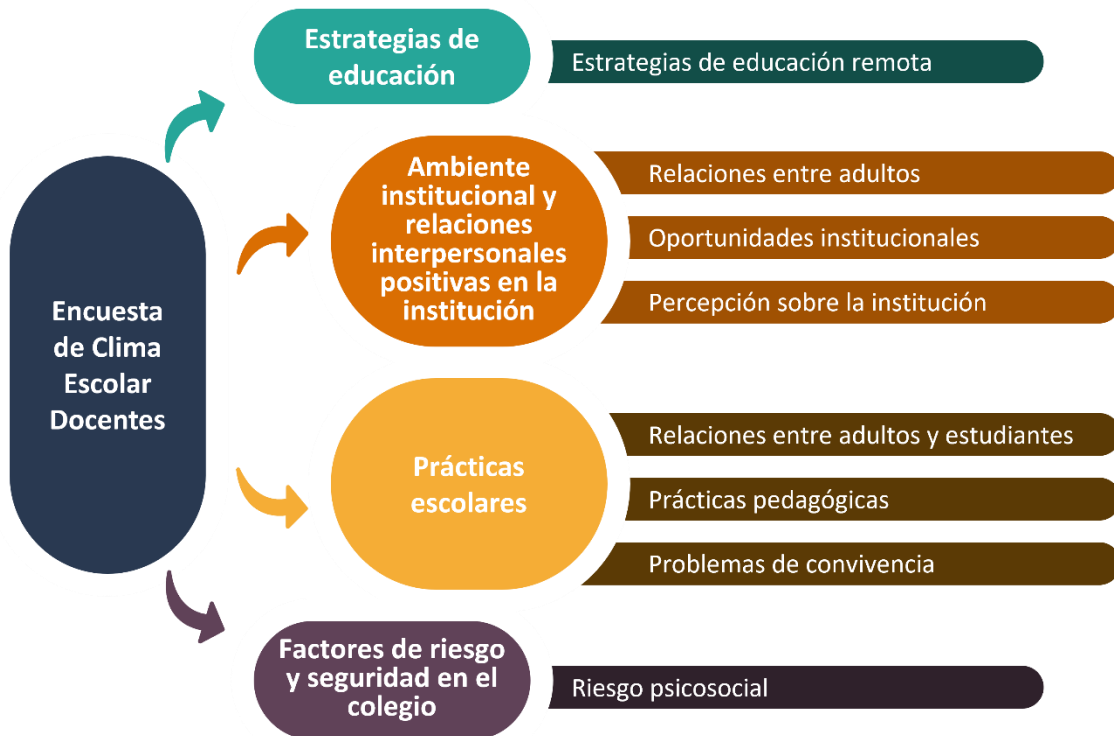 Encuesta
de Clima
Escolar
Docentes
Estrategias de
educación
Estrategias de educación remota
Ambiente
institucional y
relaciones
interpersonales
positivas en la
institución
Relaciones entre adultos
Oportunidades institucionales
Percepción sobre la institución
Prácticas
escolares
Relaciones entre adultos y estudiantes
Prácticas pedagógicas
Problemas de convivencia
Factores de riesgo
y seguridad en el
colegio
Riesgo psicosocial